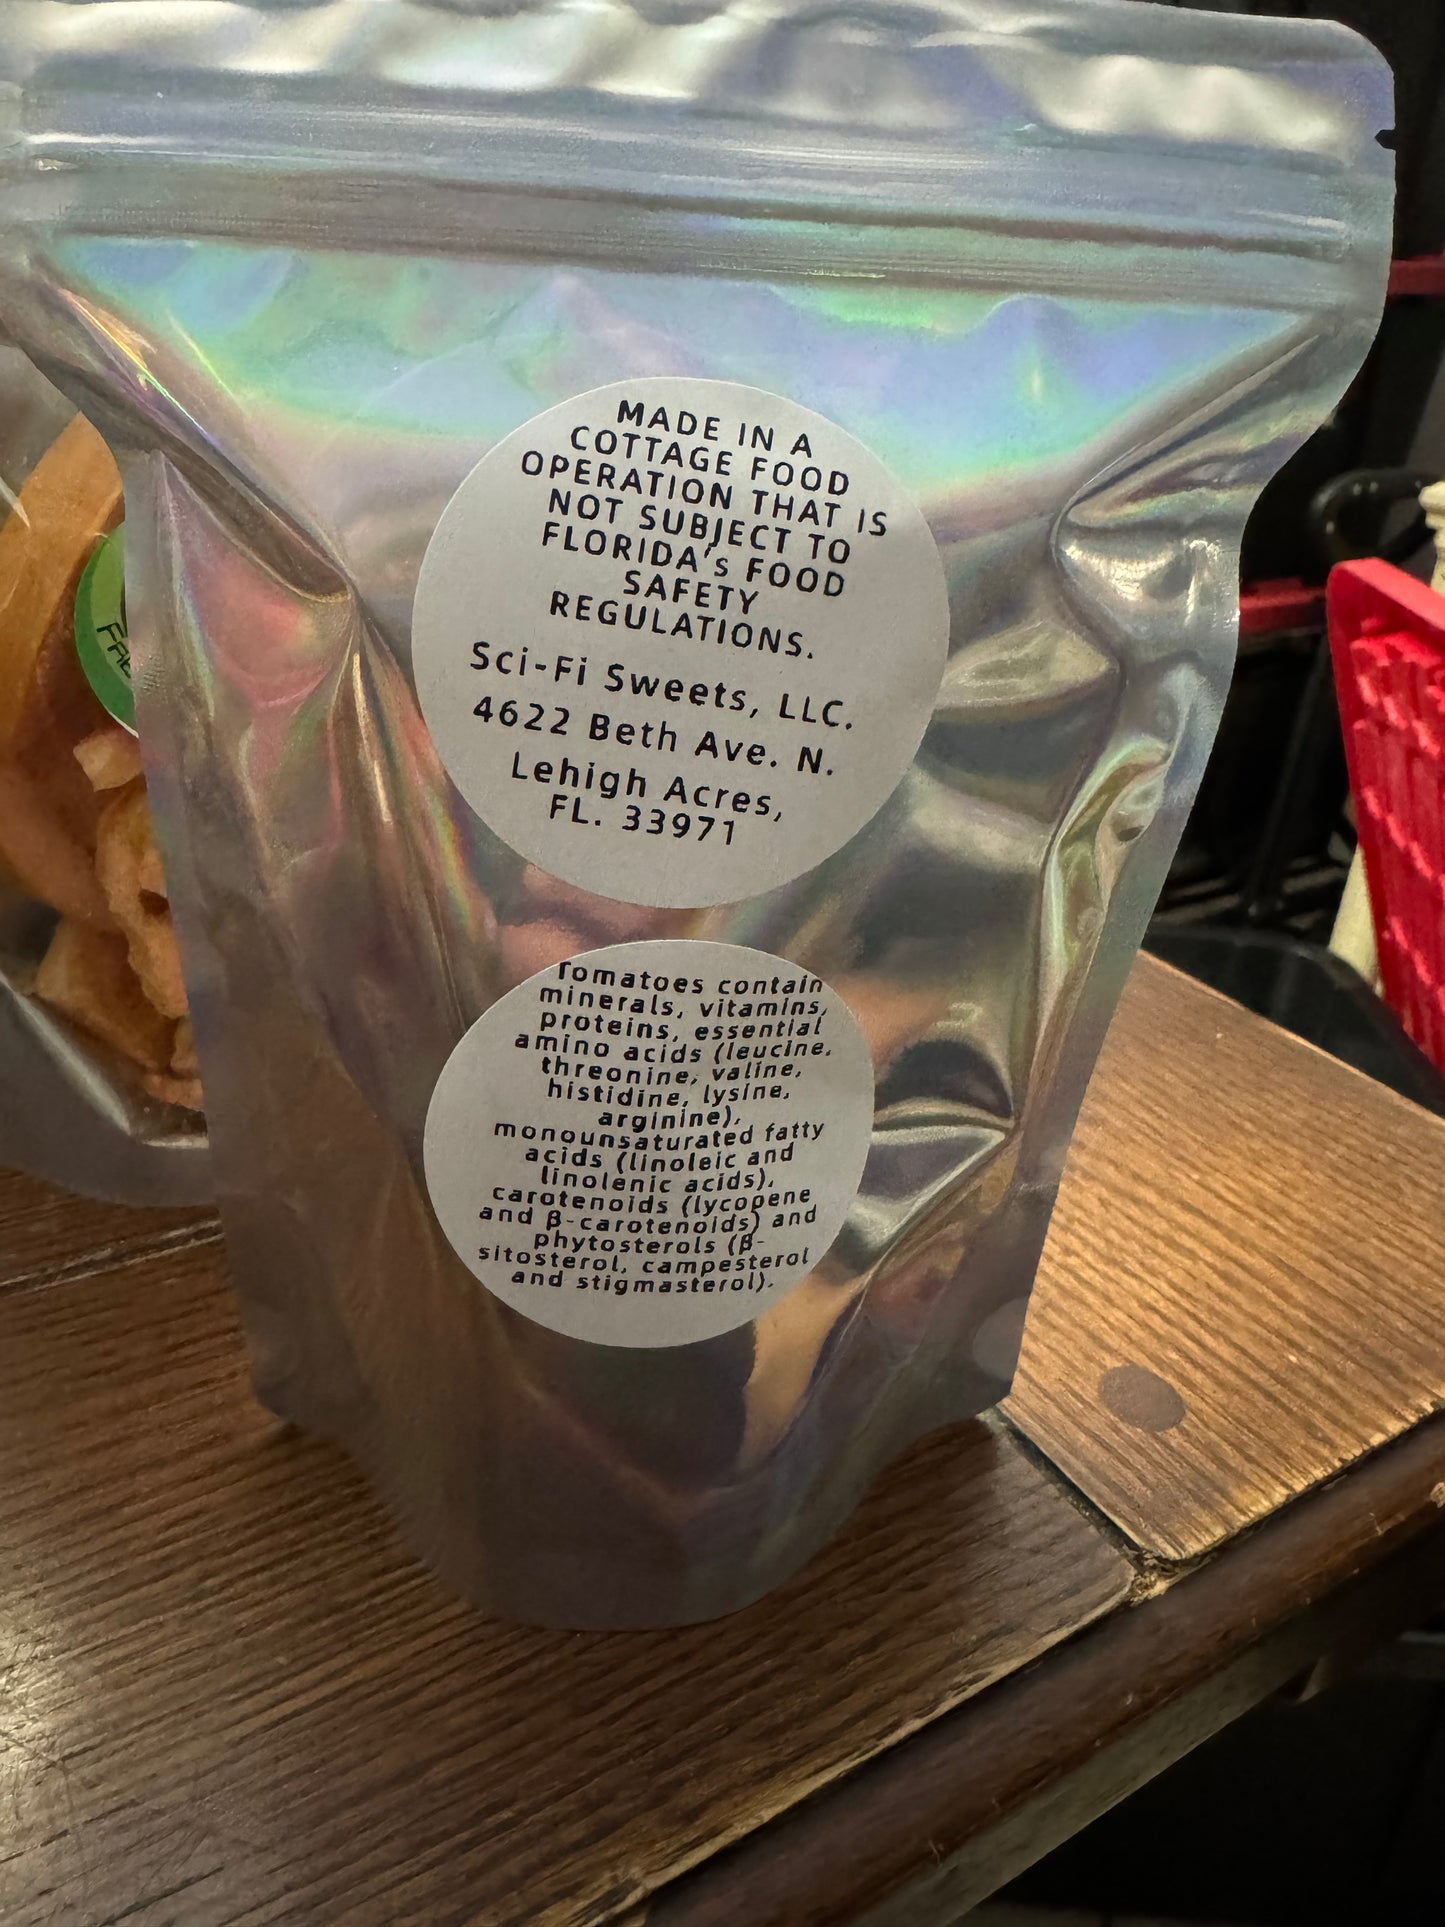 MADE IN A
COTTAGE FOOD
OPERATION THAT IS
NOT SUBJECT TO
FLORIDA's FOOD
SAFETY
REGULATIONS.
Sci-Fi Sweets, LLC.
4622 Beth Ave. N.
Lehigh Acres,
FL. 33971
Tomatoes contain
minerals, vitamins,
proteins, essential
amino acids (leucine,
threonine, valine,
histidine, lysine,
arginine),
monounsaturated fatty
acids (linoleic and
linolenic acids),
carotenoids (lycopene
and β-carotenoids) and
phytosterols (β-
sitosterol, campesterol
and stigmasterol).